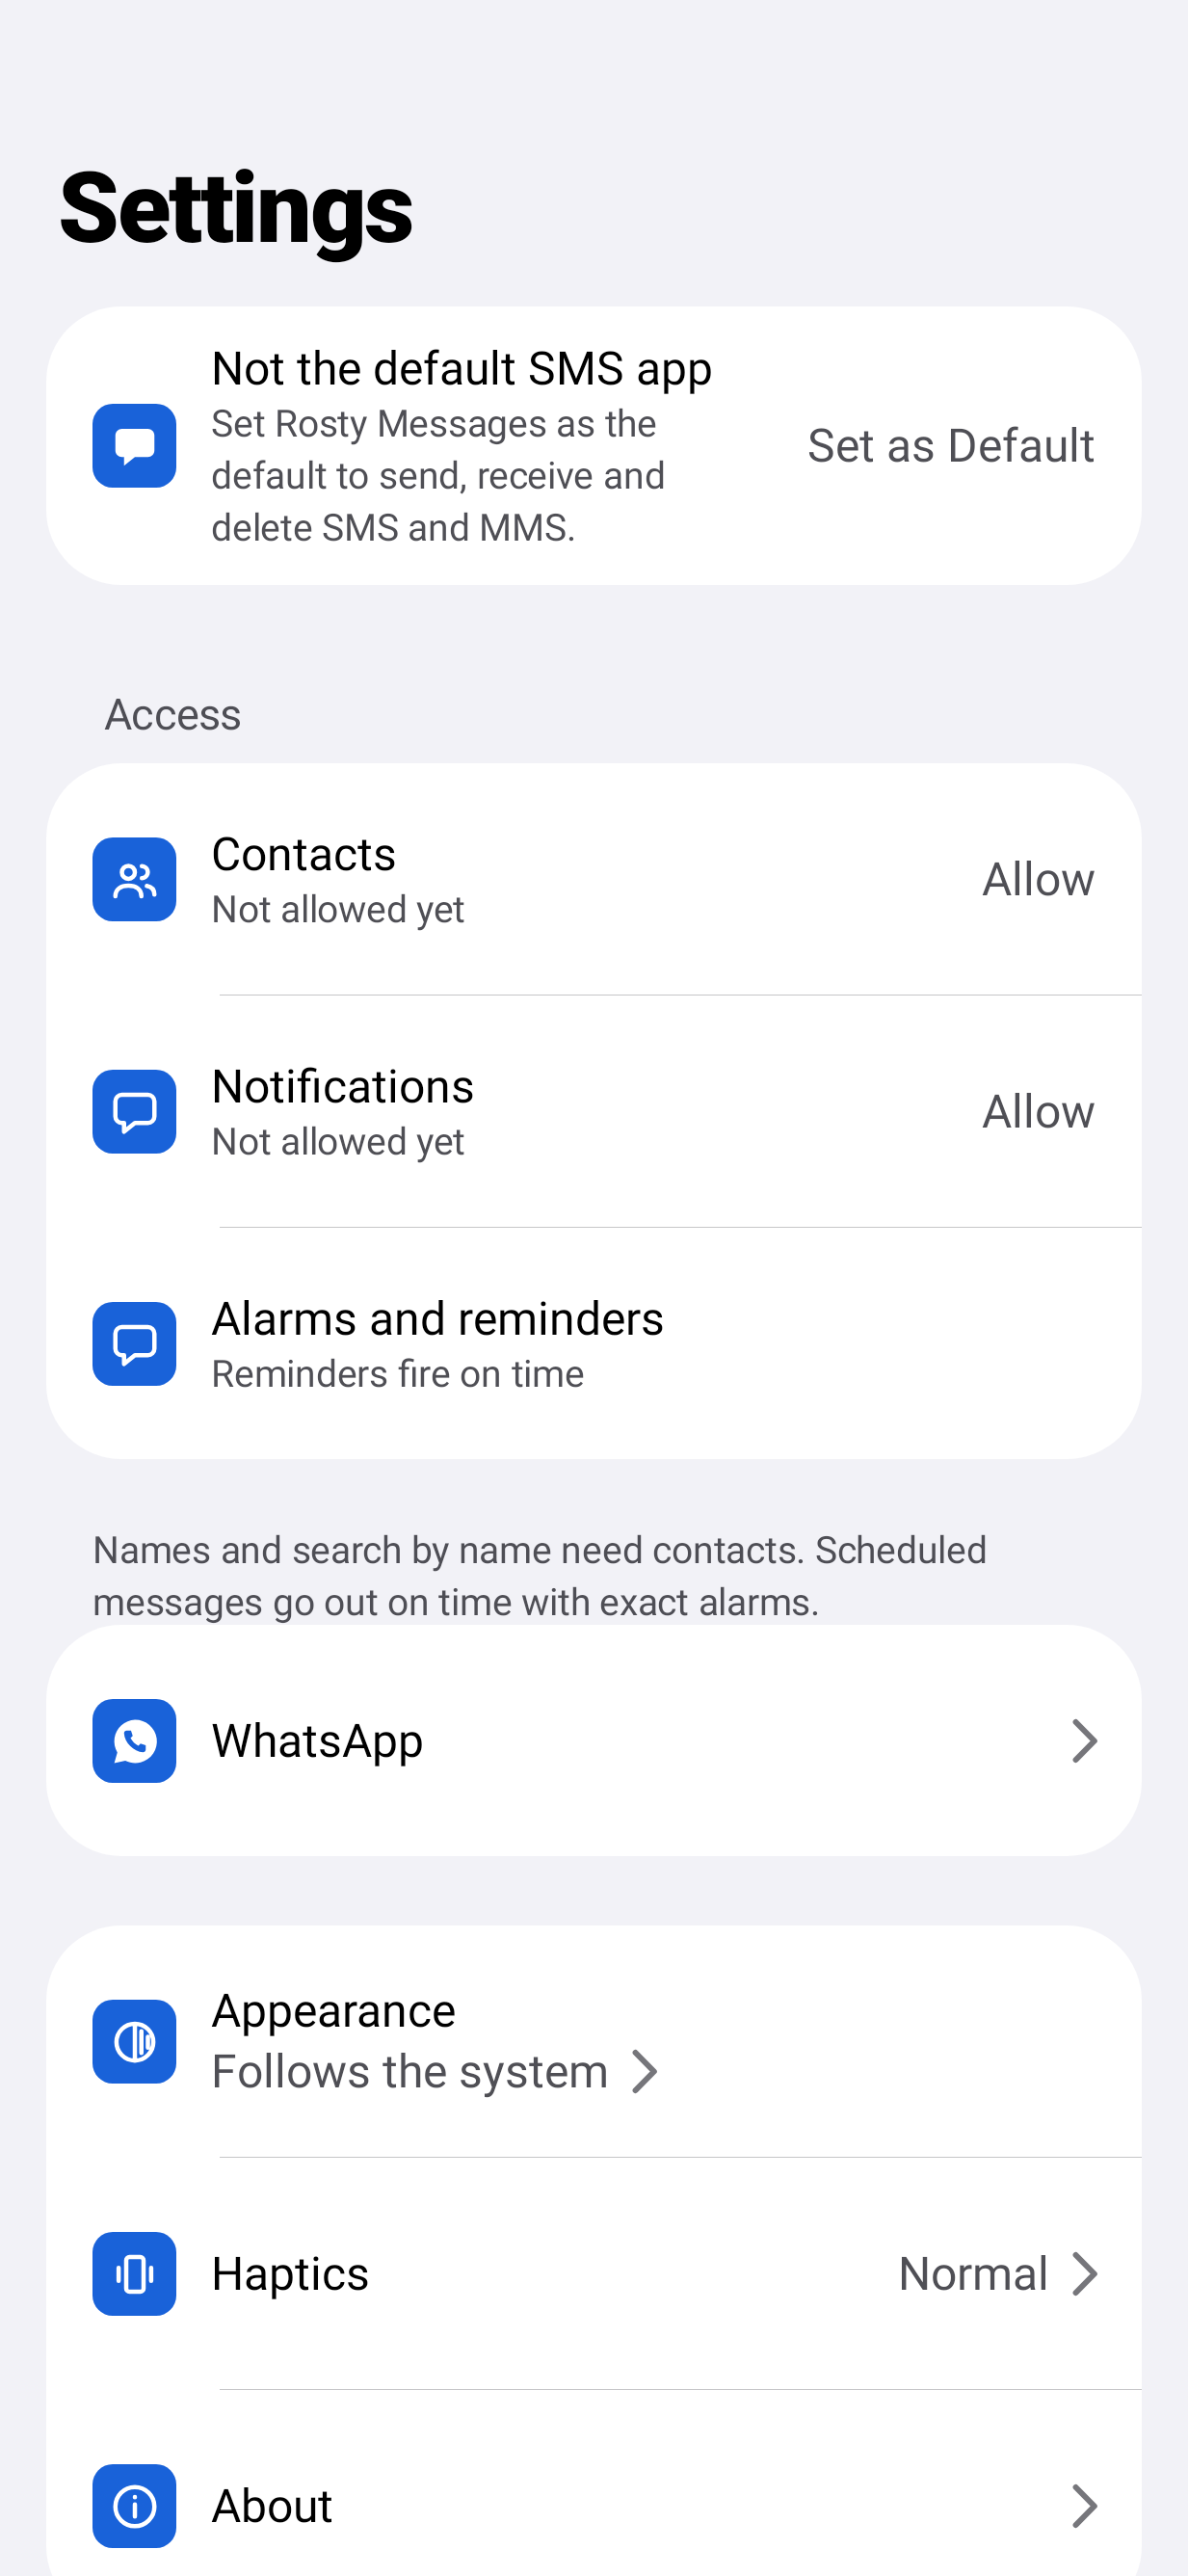 Settings
Not the default SMS app
Set Rosty Messages as the
default to send, receive and
delete SMS and MMS.
Set as Default
Access
Contacts
Not allowed yet
Allow
Notifications
Not allowed yet
Allow
Alarms and reminders
Reminders fire on time
Names and search by name need contacts. Scheduled
messages go out on time with exact alarms.
WhatsApp
Appearance
Follows the system
Haptics
Normal
About